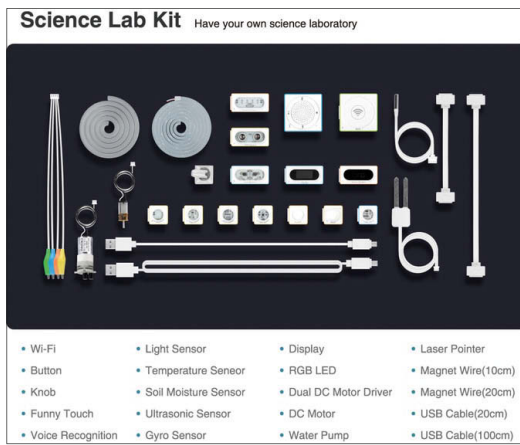 Science Lab Kit Have your own science laboratory
• Wi-Fi • Light Sensor • Display • Laser Pointer
• Button • Temperature Seneor • RGB LED • Magnet Wire(10cm)
• Knob • Soil Moisture Sensor • Dual DC Motor Driver • Magnet Wire(20cm)
• Funny Touch • Ultrasonic Sensor • DC Motor • USB Cable(20cm)
• Voice Recognition • Gyro Sensor • Water Pump • USB Cable(100cm)